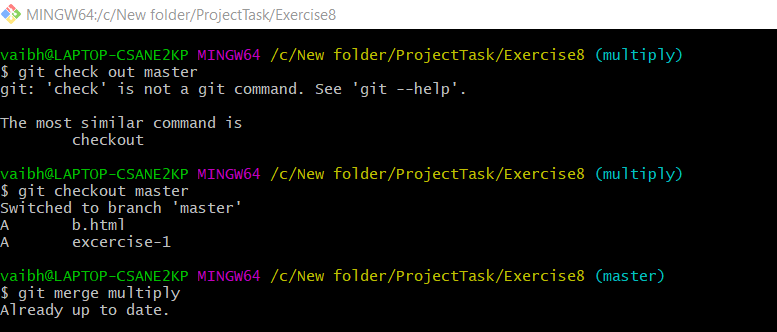 MINGW64:/c/New folder/ProjectTask/Exercise8
vaibh@LAPTOP-CSANE2KP MINGW64 /c/New folder/ProjectTask/Exercise8 (multiply)
$ git check out master
git: 'check' is not a git command. See 'git --help'.
The most similar command is
checkout
vaibh@LAPTOP-CSANE2KP MINGW64 /c/New folder/ProjectTask/Exercise8 (multiply)
$ git checkout master
Switched to branch 'master'
A       b.html
A       excercise-1
vaibh@LAPTOP-CSANE2KP MINGW64 /c/New folder/ProjectTask/Exercise8 (master)
$ git merge multiply
Already up to date.